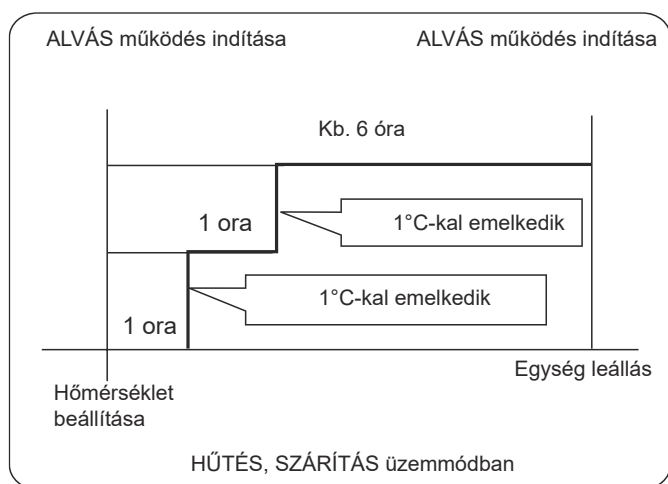 ALVÁS működés indítása
ALVÁS működés indítása
Kb. 6 óra
1 ora
1°C-kal emelkedik
1°C-kal emelkedik
1 ora
Egység leállás
Hőmérséklet
beállítása
HŰTÉS, SZÁRÍTÁS üzemmódban